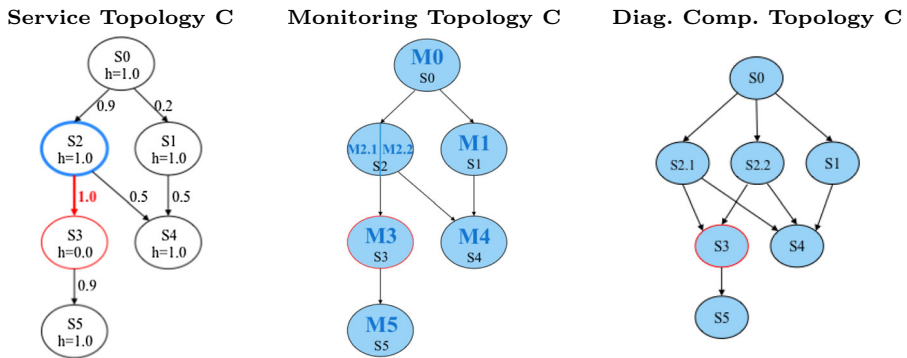 Service Topology C
S0
h=1.0
0.9
0.2
S2
h=1.0
S1
h=1.0
1.0
0.5
0.5
S3
h=0.0
S4
h=1.0
0.9
S5
h=1.0
Monitoring Topology C
M0
S0
M2.1 M2.2
S2
M1
S1
M3
S3
M4
S4
M5
S5
Diag. Comp. Topology C
S0
S2.1
S2.2
S1
S3
S4
S5